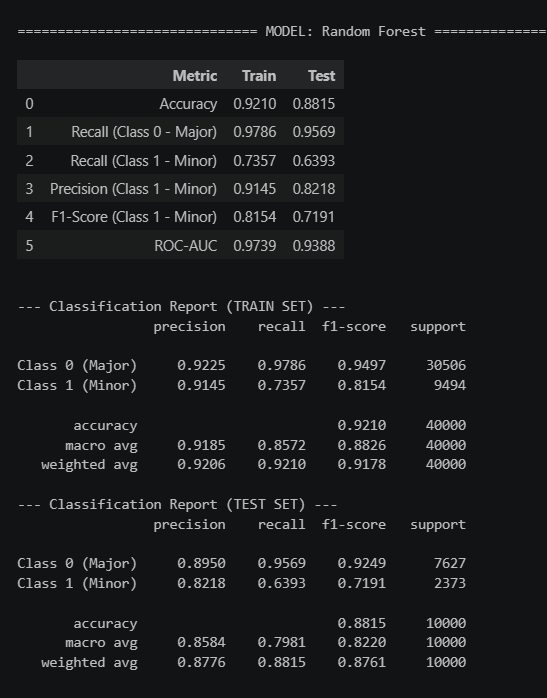 ============================== MODEL: Random Forest ==============
Metric Train Test
0 Accuracy 0.9210 0.8815
1 Recall (Class 0 - Major) 0.9786 0.9569
2 Recall (Class 1 - Minor) 0.7357 0.6393
3 Precision (Class 1 - Minor) 0.9145 0.8218
4 F1-Score (Class 1 - Minor) 0.8154 0.7191
5 ROC-AUC 0.9739 0.9388
--- Classification Report (TRAIN SET) ---
precision recall f1-score support
Class 0 (Major) 0.9225 0.9786 0.9497 30506
Class 1 (Minor) 0.9145 0.7357 0.8154 9494
accuracy 0.9210 40000
macro avg 0.9185 0.8572 0.8826 40000
weighted avg 0.9206 0.9210 0.9178 40000
--- Classification Report (TEST SET) ---
precision recall f1-score support
Class 0 (Major) 0.8950 0.9569 0.9249 7627
Class 1 (Minor) 0.8218 0.6393 0.7191 2373
accuracy 0.8815 10000
macro avg 0.8584 0.7981 0.8220 10000
weighted avg 0.8776 0.8815 0.8761 10000